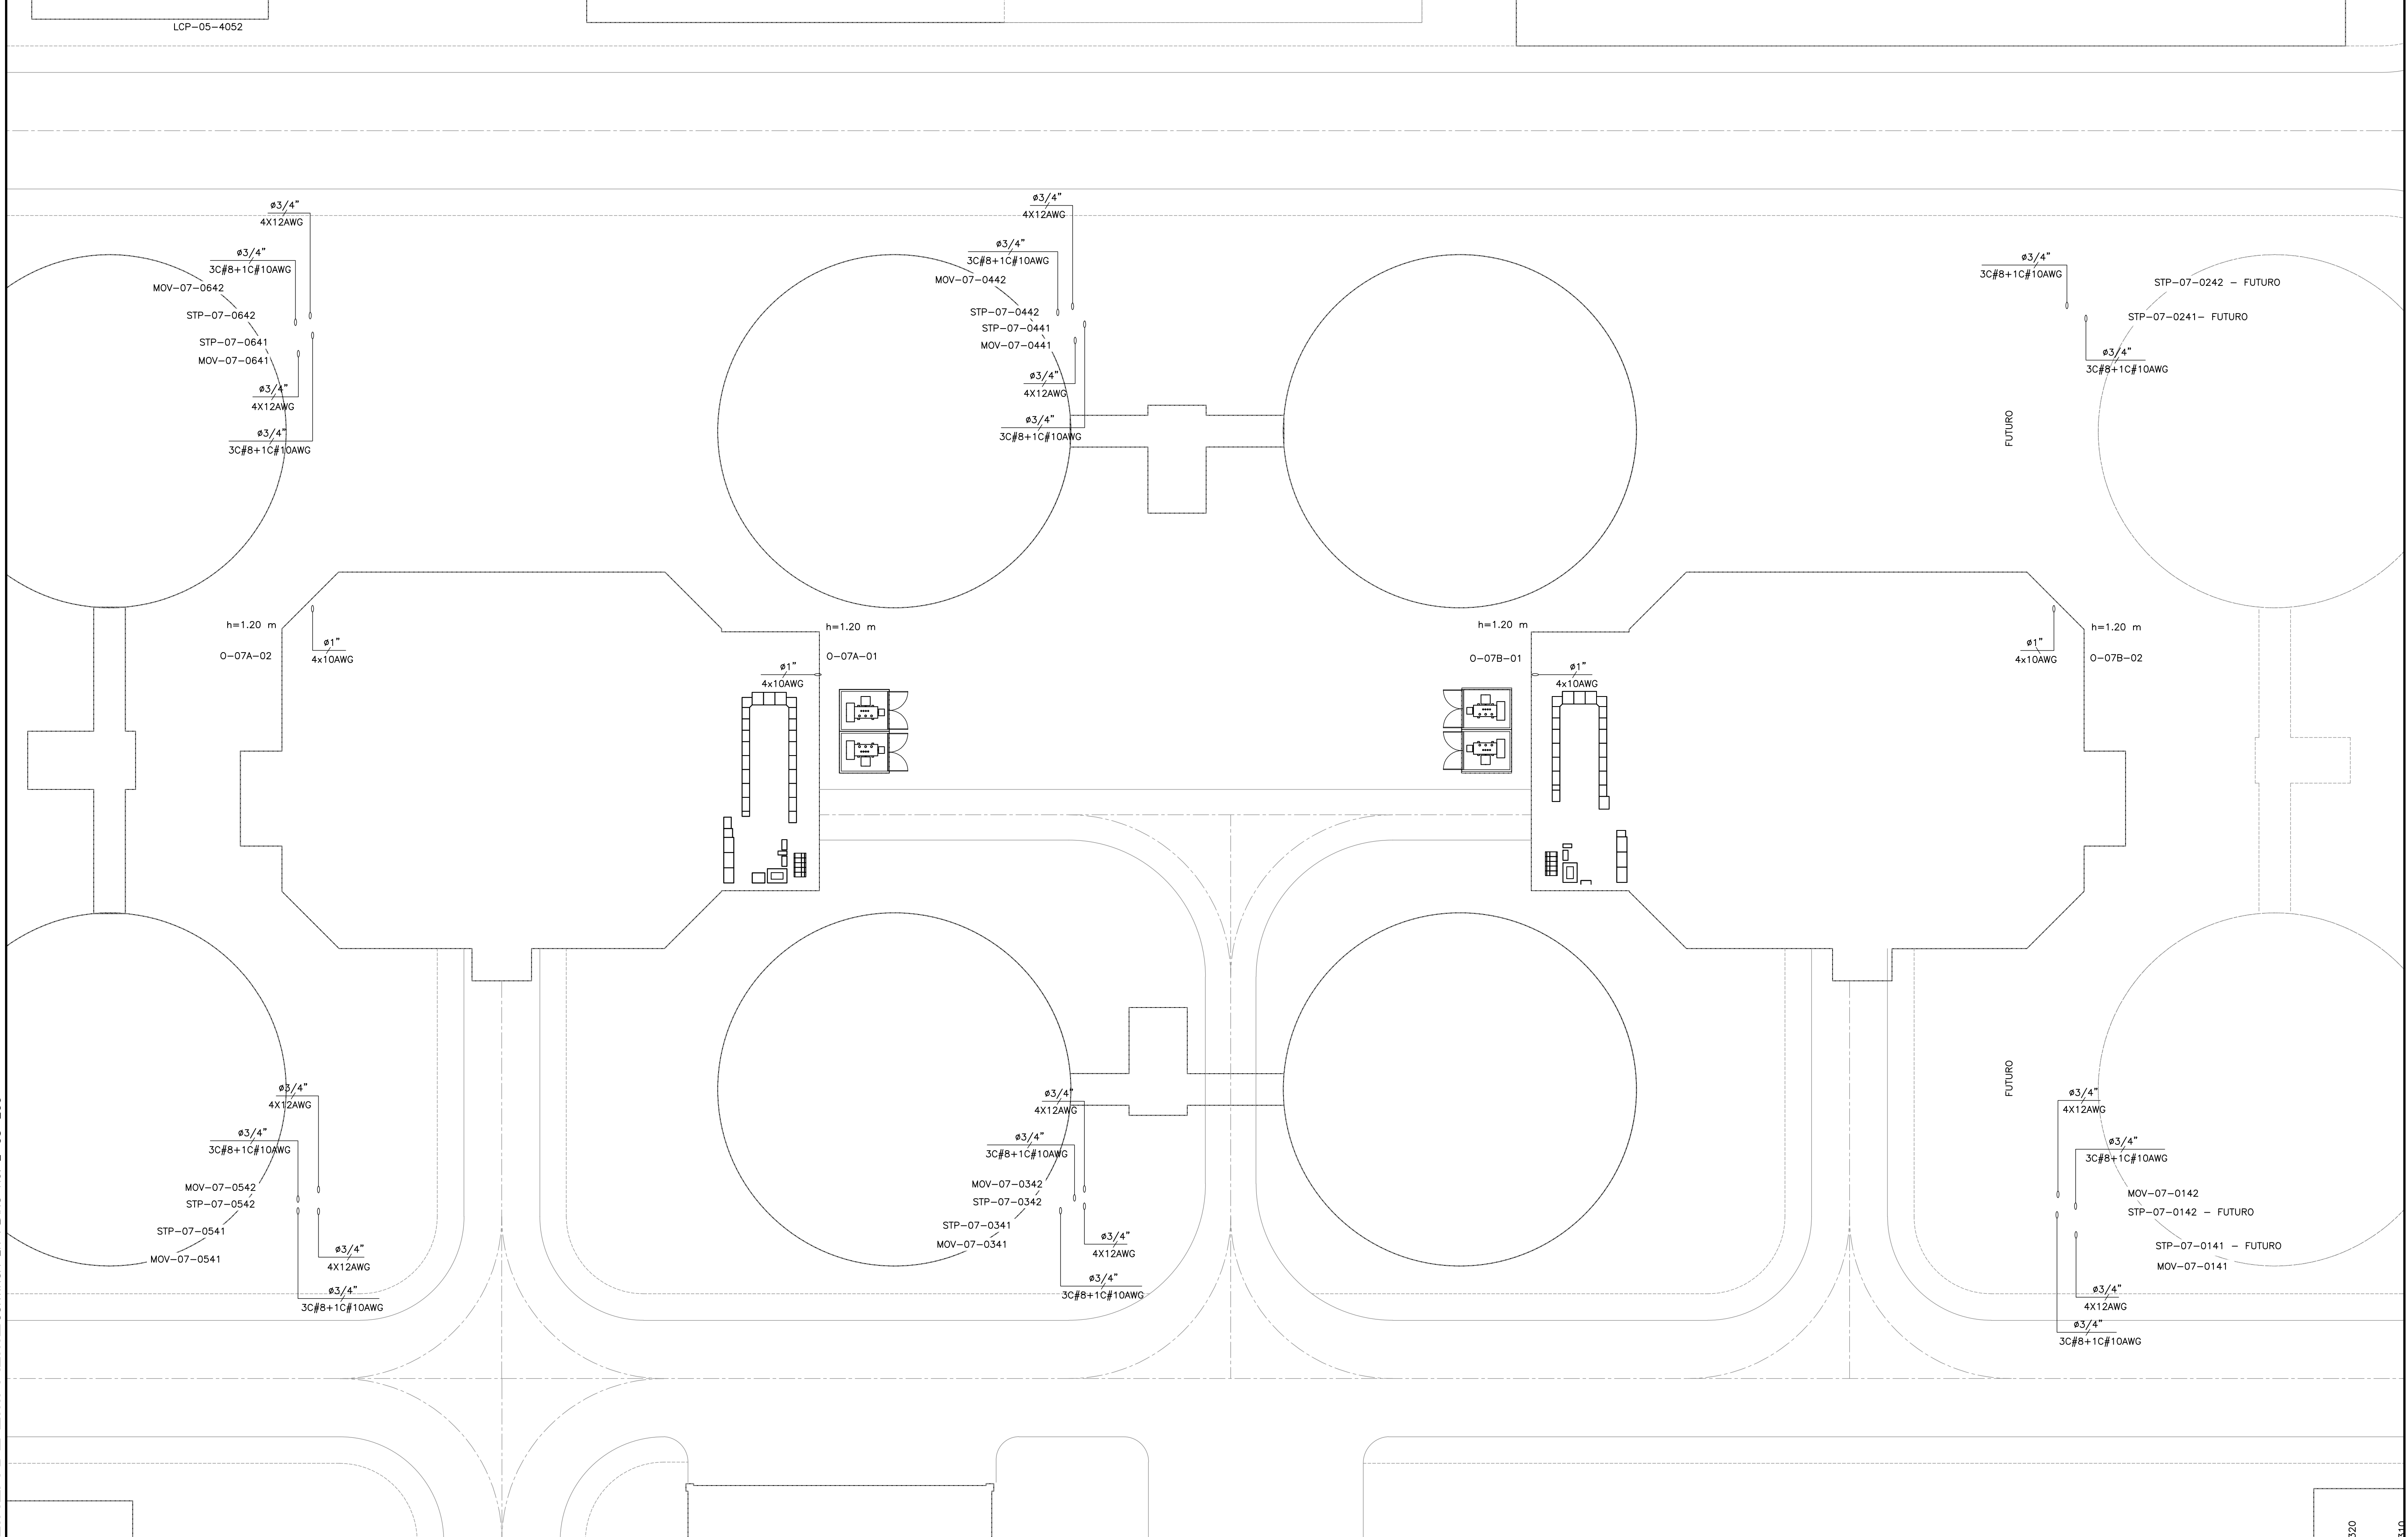 LCP-05-4052
ø3/4"
4X12AWG
ø3/4"
3C#8+1C#10AWG
MOV-07-0642
STP-07-0642
STP-07-0641
MOV-07-0641
ø3/4"
4X12AWG
ø3/4"
3C#8+1C#10AWG
ø3/4"
4X12AWG
ø3/4"
3C#8+1C#10AWG
MOV-07-0442
STP-07-0442
STP-07-0441
MOV-07-0441
ø3/4"
4X12AWG
ø3/4"
3C#8+1C#10AWG
ø3/4"
3C#8+1C#10AWG
STP-07-0242 - FUTURO
STP-07-0241- FUTURO
ø3/4"
3C#8+1C#10AWG
FUTURO
h=1.20 m
O-07A-02
ø1"
4x10AWG
h=1.20 m
O-07A-01
ø1"
4x10AWG
h=1.20 m
O-07B-01
ø1"
4x10AWG
ø1"
4x10AWG
h=1.20 m
O-07B-02
ø3/4"
4X12AWG
ø3/4"
3C#8+1C#10AWG
MOV-07-0542
STP-07-0542
STP-07-0541
MOV-07-0541
ø3/4"
4X12AWG
ø3/4"
3C#8+1C#10AWG
ø3/4"
4X12AWG
ø3/4"
3C#8+1C#10AWG
MOV-07-0342
STP-07-0342
STP-07-0341
MOV-07-0341
ø3/4"
4X12AWG
ø3/4"
3C#8+1C#10AWG
FUTURO
ø3/4"
4X12AWG
ø3/4"
3C#8+1C#10AWG
MOV-07-0142
STP-07-0142 - FUTURO
STP-07-0141 - FUTURO
MOV-07-0141
ø3/4"
4X12AWG
ø3/4"
3C#8+1C#10AWG
320